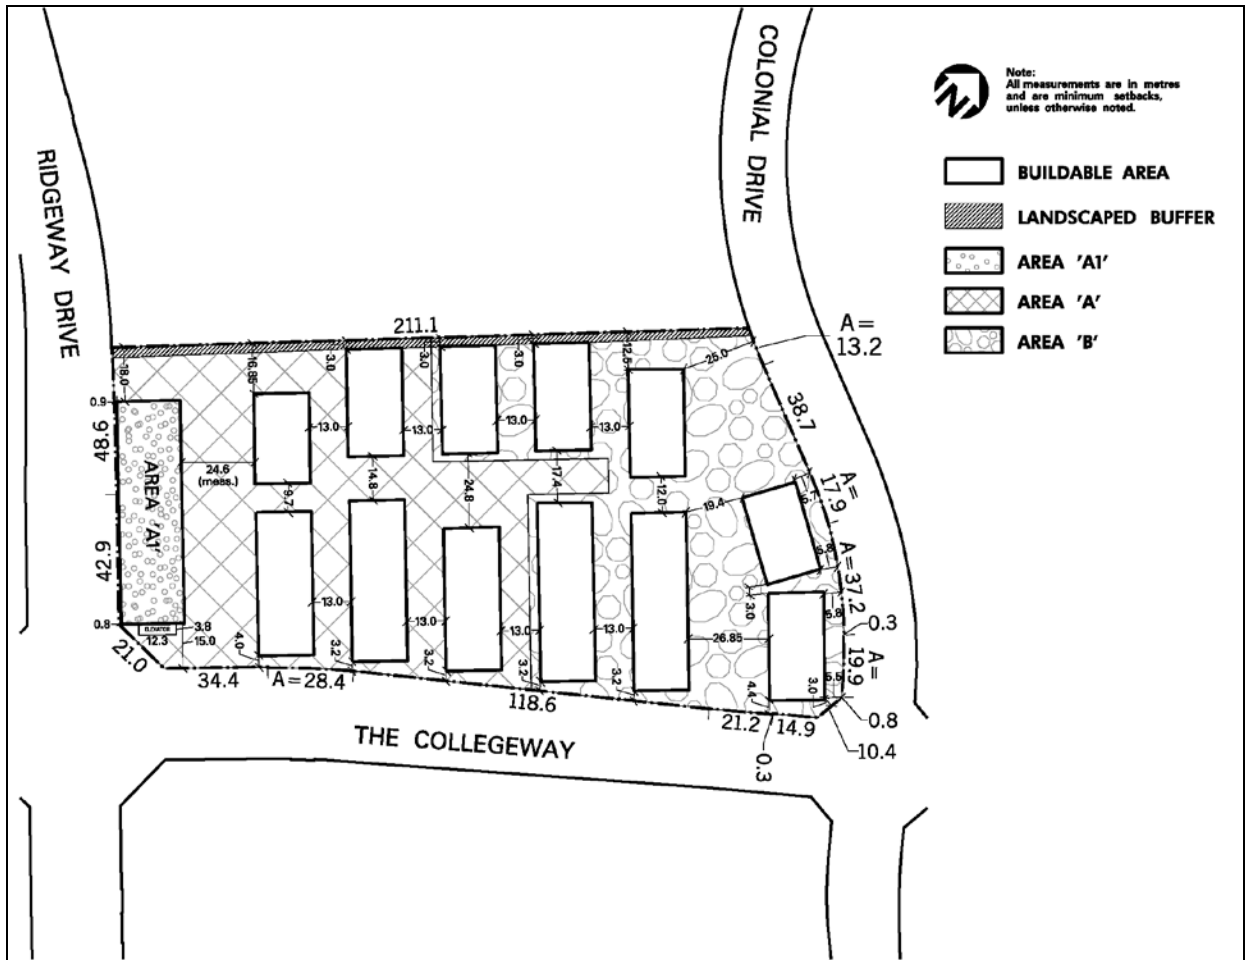 COLONIAL DRIVE
N
Note:
All measurements are in metres
and are minimum setbacks,
unless otherwise noted.
BUILDABLE AREA
LANDSCAPED BUFFER
AREA 'A1'
AREA 'A'
AREA 'B'
RIDGEWAY DRIVE
211.1
A=
13.2
18.0
16.85
3.0
3.0
3.0
12.5
25.0
38.7
0.9
48.9
13.0
13.0
13.0
13.0
24.6
(meas.)
14.8
24.8
17.4
9.7
12.0
19.4
A=
17.9
5.7
AREA 'A1'
42.9
5.8
A=37.2
13.0
13.0
13.0
13.0
3.0
5.8
0.3
26.85
0.8
ELEVATOR
3.8
12.3
15.0
21.0
4.0
3.2
3.2
3.2
3.2
4.4
3.0
5.5
A=
19.9
34.4
A=28.4
118.6
21.2
14.9
0.8
10.4
0.3
THE COLLEGEWAY